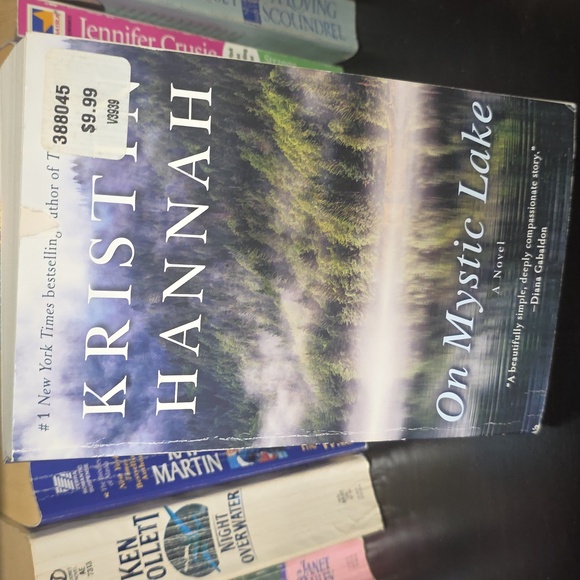 LOVING
SCOUNDREL
Jennifer Crusie
388045
$9.99
V3939
#1 New York Times bestselling author of T
KRISTIN
HANNAH
On Mystic Lake
A Novel
"A beautifully simple, deeply compassionate story."
—Diana Gabaldon
MARTIN
KEN
FOLLETT
NIGHT
OVER WATER
JANET